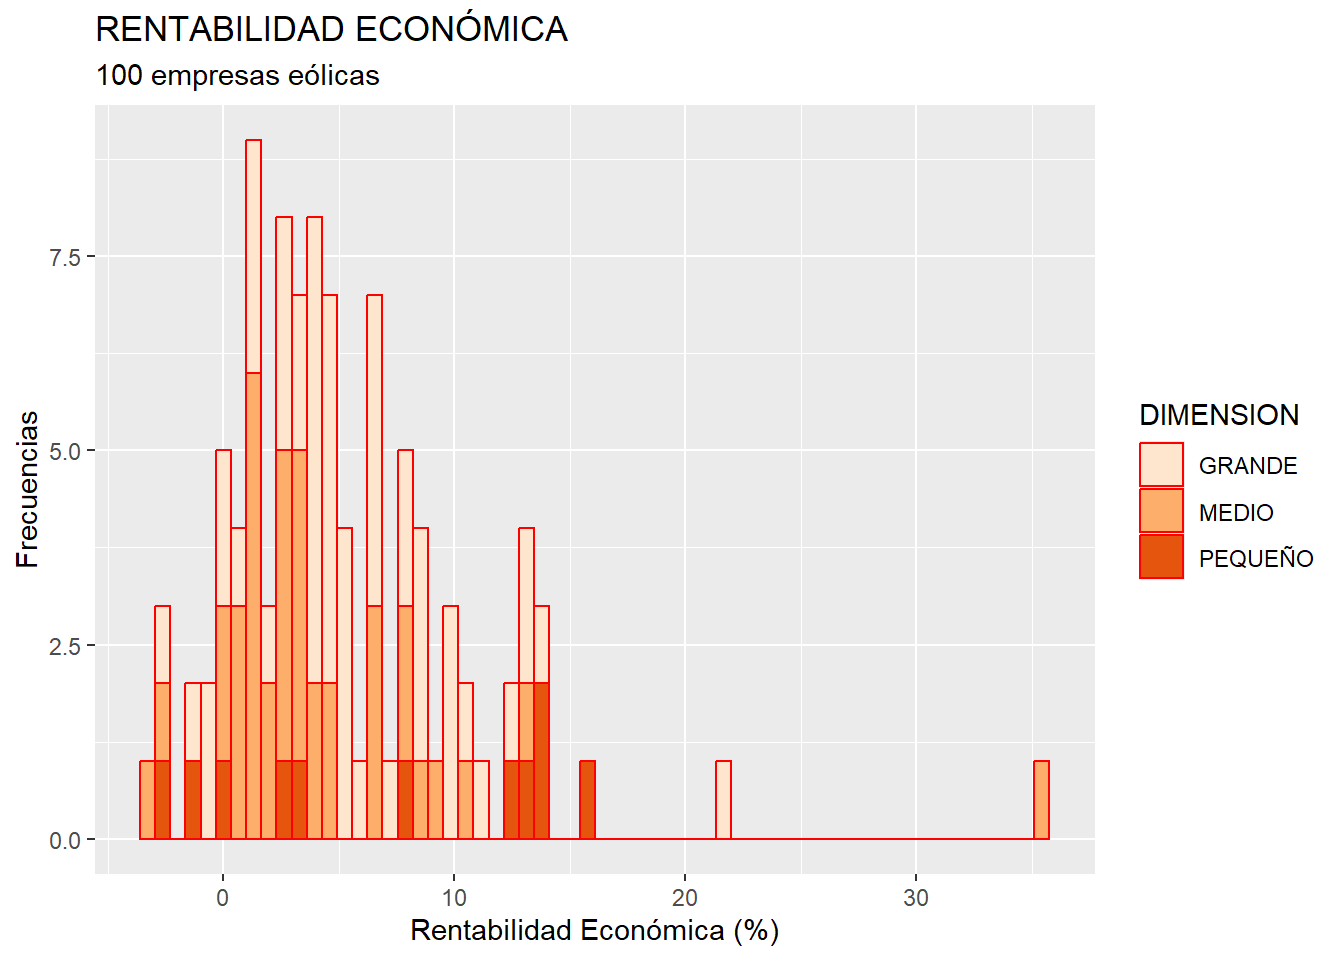 RENTABILIDAD ECONÓMICA
100 empresas eólicas
Frecuencias
7.5
5.0
2.5
0.0
0
10
20
30
Rentabilidad Económica (%)
DIMENSION
GRANDE
MEDIO
PEQUEÑO